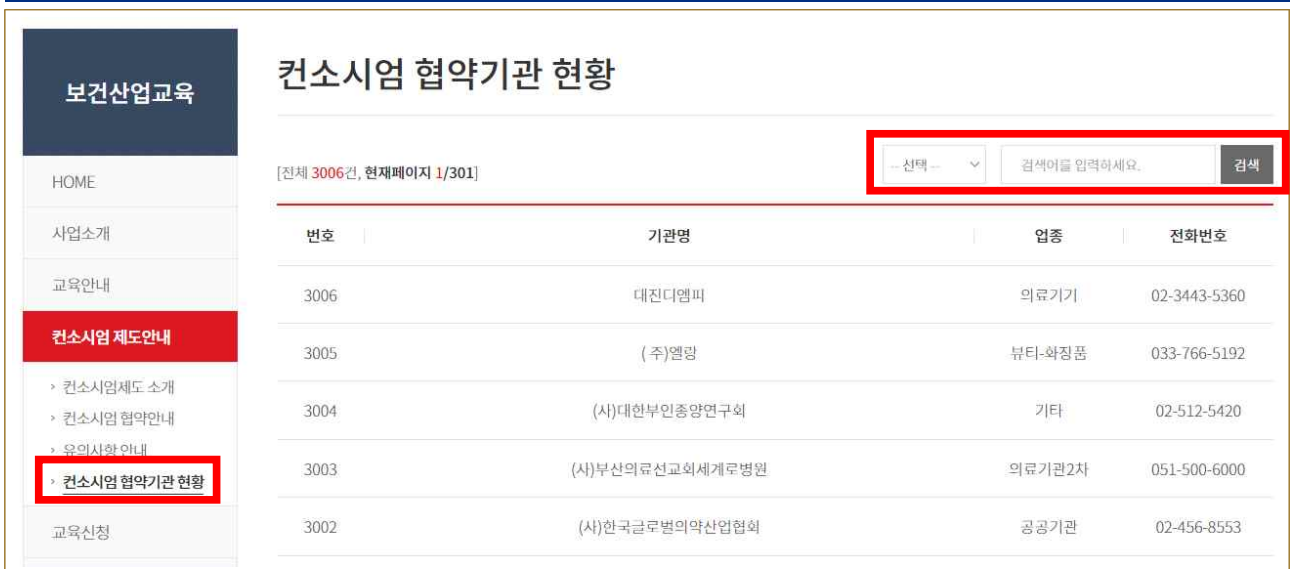 보건산업교육
HOME
사업소개
교육안내
컨소시엄 제도안내
› 컨소시엄제도 소개
› 컨소시엄 협약안내
› 유의사항 안내
› 컨소시엄 협약기관 현황
교육신청
컨소시엄 협약기관 현황
[전체 3006건, 현재페이지 1/301]
-- 선택 -- 검색어를 입력하세요. 검색
번호 기관명 업종 전화번호
3006 대진디엠피 의료기기 02-3443-5360
3005 (주)엘랑 뷰티-화장품 033-766-5192
3004 (사)대한부인종양연구회 기타 02-512-5420
3003 (사)부산의료선교회세계로병원 의료기관2차 051-500-6000
3002 (사)한국글로벌의약산업협회 공공기관 02-456-8553